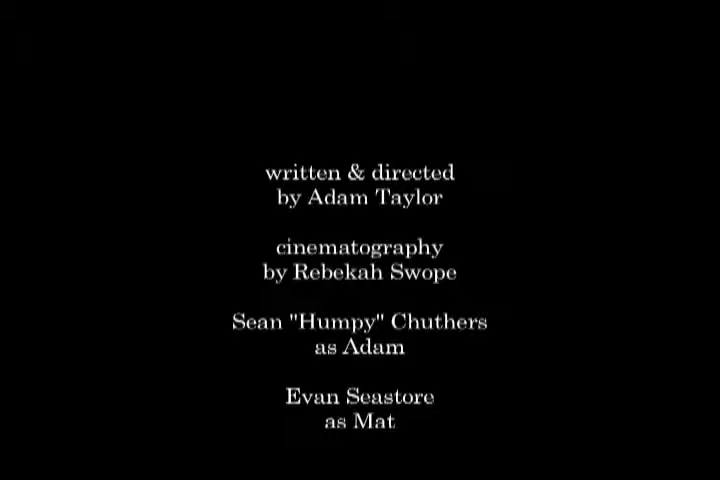 written & directed
by Adam Taylor
cinematography
by Rebekah Swope
Sean "Humpy" Chuthers
as Adam
Evan Seastore
as Mat